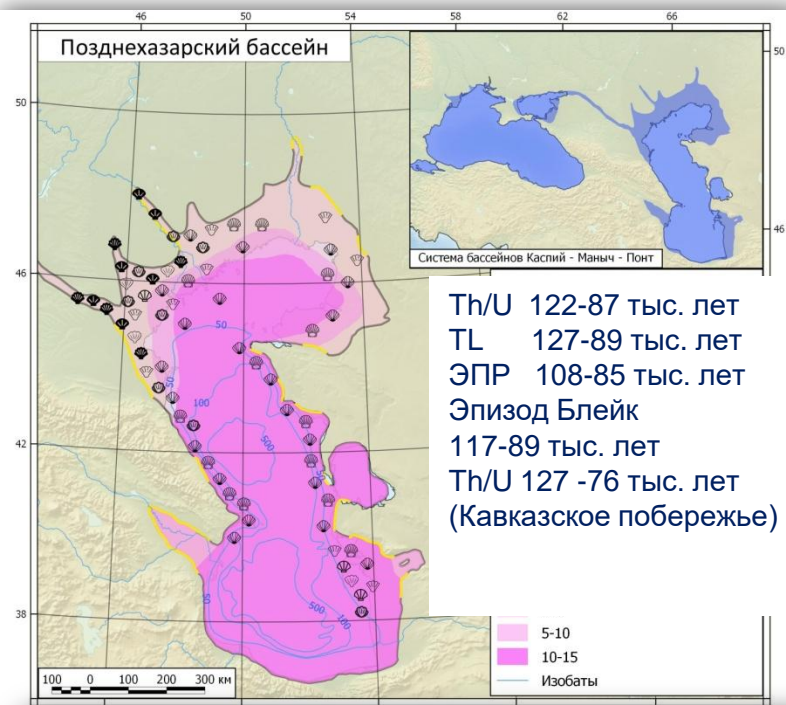 46 50 54 58 62 66
Позднехазарский бассейн
50
46
42
38
50
46
Система бассейнов Каспий - Маныч - Понт
50
50
100
500
50
50
500
100
Th/U 122-87 тыс. лет
TL 127-89 тыс. лет
ЭПР 108-85 тыс. лет
Эпизод Блейк
117-89 тыс. лет
Th/U 127 -76 тыс. лет
(Кавказское побережье)
5-10
10-15
Изобаты
100 0 100 200 300 км